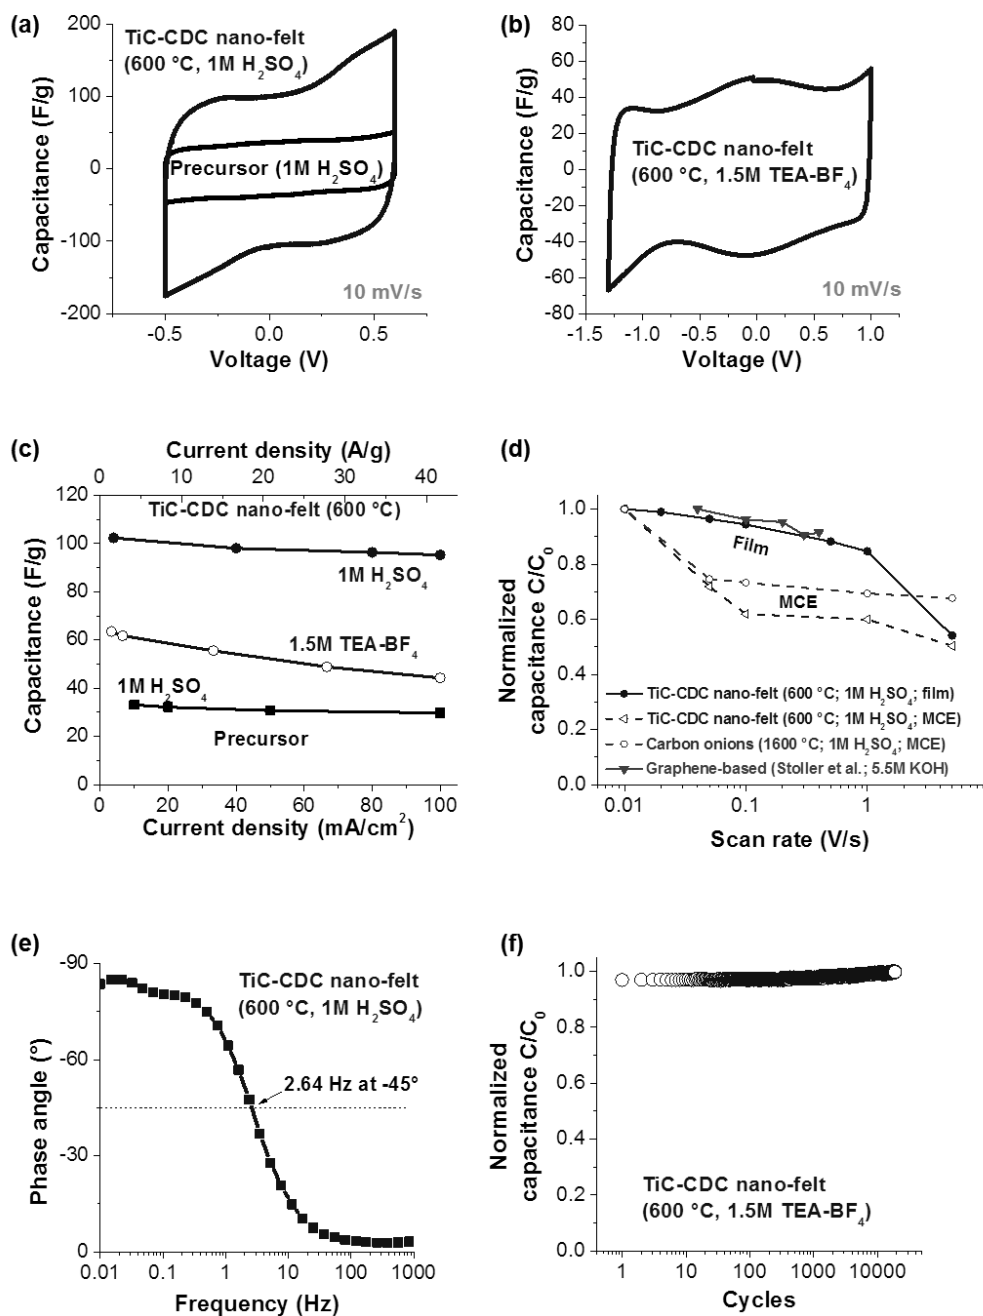 (a)
TiC-CDC nano-felt
(600 °C, 1M H₂SO₄)
Precursor (1M H₂SO₄)
10 mV/s
Capacitance (F/g)
200
100
0
-100
-200
-0.5
0.0
0.5
Voltage (V)
(b)
TiC-CDC nano-felt
(600 °C, 1.5M TEA-BF₄)
10 mV/s
Capacitance (F/g)
80
60
40
20
0
-20
-40
-60
-80
-1.5
-1.0
-0.5
0.0
0.5
1.0
Voltage (V)
(c)
Current density (A/g)
0
10
20
30
40
TiC-CDC nano-felt (600 °C)
1M H₂SO₄
1.5M TEA-BF₄
1M H₂SO₄
Precursor
Capacitance (F/g)
120
100
80
60
40
20
0
0
20
40
60
80
100
Current density (mA/cm²)
(d)
Normalized
capacitance C/C₀
1.0
0.8
0.6
0.4
0.2
0.0
Film
MCE
TiC-CDC nano-felt (600 °C; 1M H₂SO₄; film)
TiC-CDC nano-felt (600 °C; 1M H₂SO₄; MCE)
Carbon onions (1600 °C; 1M H₂SO₄; MCE)
Graphene-based (Stoller et al.; 5.5M KOH)
0.01
0.1
1
Scan rate (V/s)
(e)
TiC-CDC nano-felt
(600 °C, 1M H₂SO₄)
2.64 Hz at -45°
Phase angle (°)
-90
-60
-30
0
0.01
0.1
1
10
100
1000
Frequency (Hz)
(f)
Normalized
capacitance C/C₀
1.0
0.8
0.6
0.4
0.2
0.0
TiC-CDC nano-felt
(600 °C, 1.5M TEA-BF₄)
1
10
100
1000
10000
Cycles